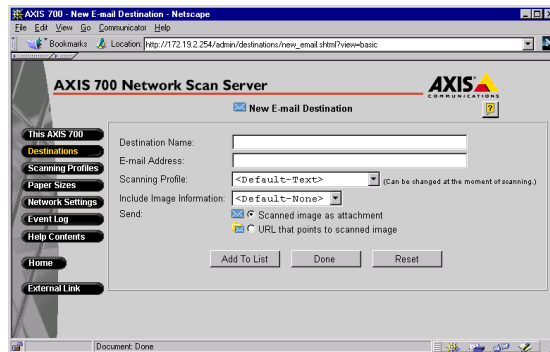 AXIS 700 - New E-mail Destination - Netscape
File Edit View Go Communicator Help
Bookmarks Location: http://172.19.2.254/admin/destinations/new_email.shtml?view=basic
AXIS 700 Network Scan Server
AXIS
COMMUNICATIONS
New E-mail Destination
?
This AXIS 700
Destinations
Scanning Profiles
Paper Sizes
Network Settings
Event Log
Help Contents
Home
External Link
Destination Name:
E-mail Address:
Scanning Profile: <Default-Text> (Can be changed at the moment of scanning.)
Include Image Information: <Default-None>
Send: Scanned image as attachment
URL that points to scanned image
Add To List Done Reset
Document: Done